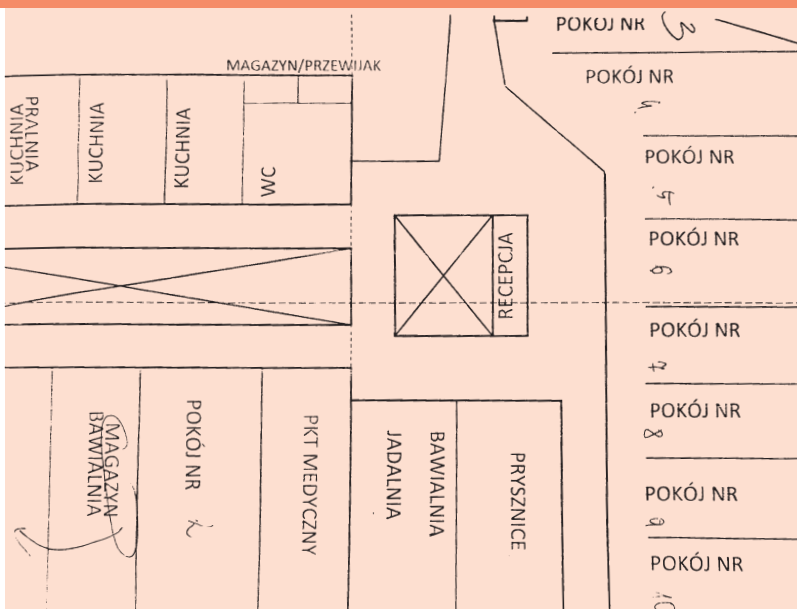 POKÓJ NR 3
POKÓJ NR
4
POKÓJ NR
5
POKÓJ NR
6
POKÓJ NR
7
POKÓJ NR
8
POKÓJ NR
9
POKÓJ NR
10
MAGAZYN/PRZEWIJAK
PRALNIA
KUCHNIA
KUCHNIA
KUCHNIA
WC
RECEPCJA
MAGAZYN
BAWIALNIA
POKÓJ NR
PKT MEDYCZNY
BAWIALNIA
JADALNIA
PRYSZNICE